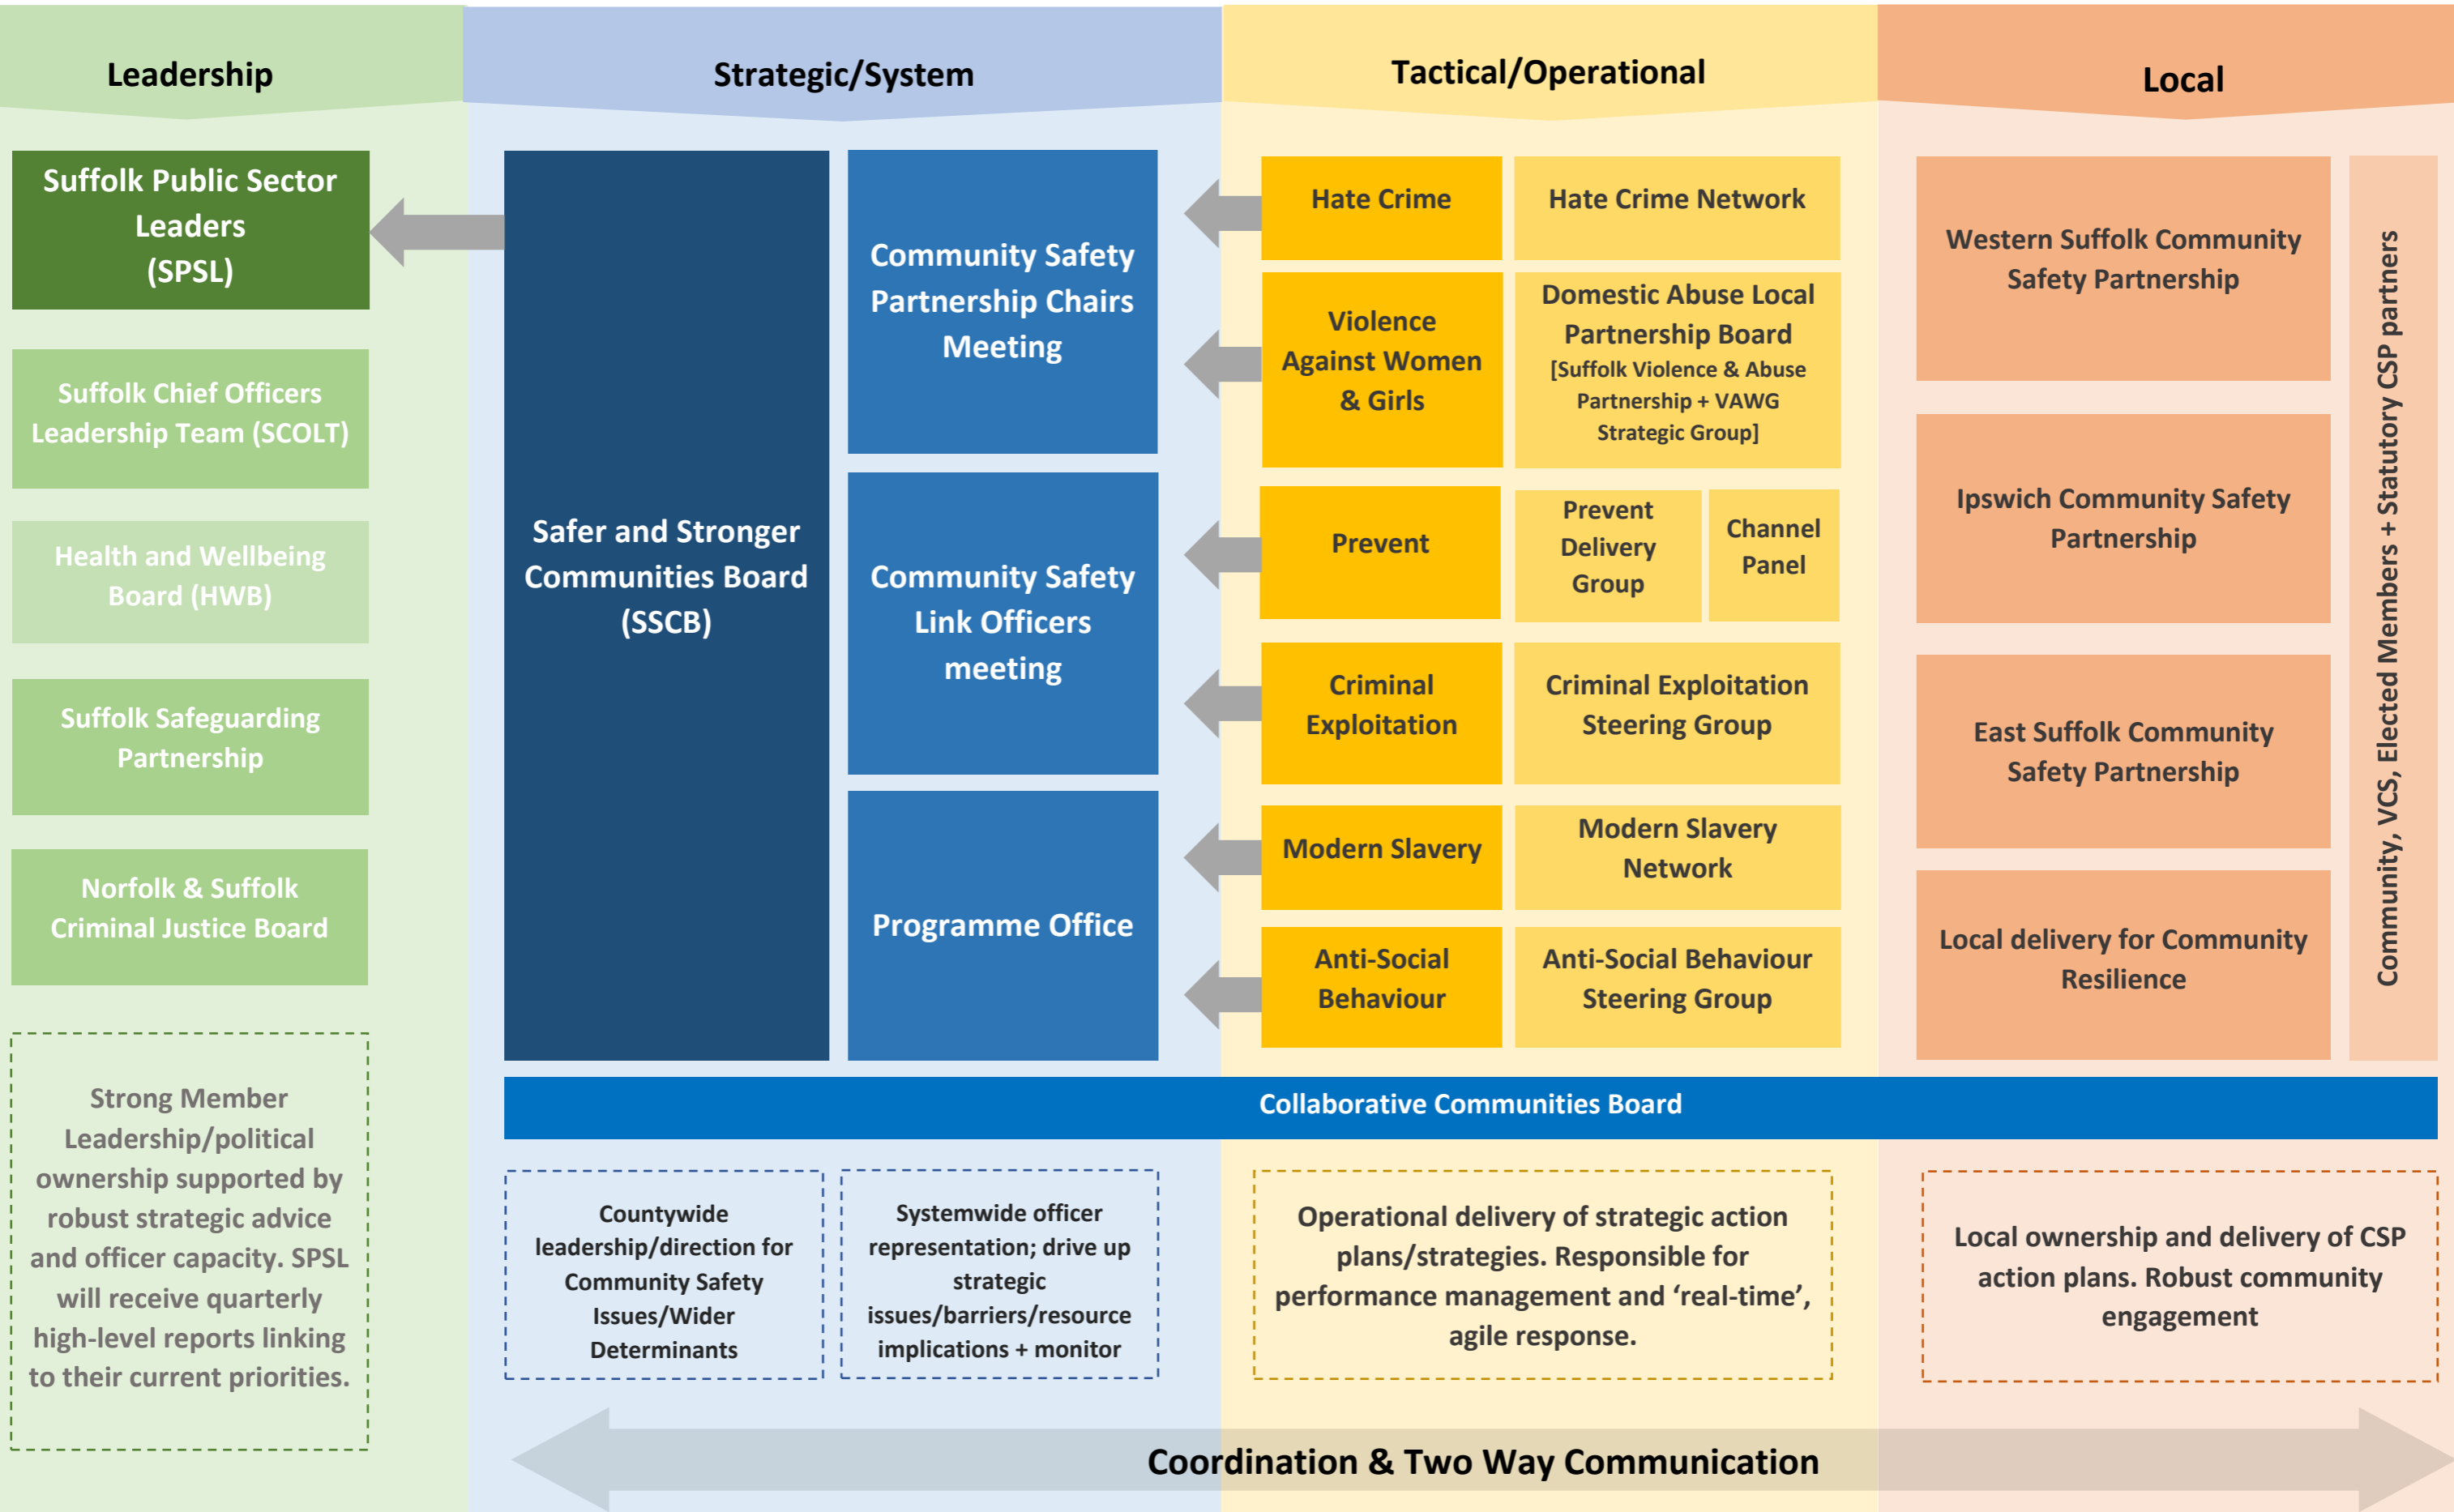 Leadership
Strategic/System
Tactical/Operational
Local
Suffolk Public Sector
Leaders
(SPSL)
Suffolk Chief Officers
Leadership Team (SCOLT)
Health and Wellbeing
Board (HWB)
Suffolk Safeguarding
Partnership
Norfolk & Suffolk
Criminal Justice Board
Strong Member
Leadership/political
ownership supported by
robust strategic advice
and officer capacity. SPSL
will receive quarterly
high-level reports linking
to their current priorities.
Safer and Stronger
Communities Board
(SSCB)
Community Safety
Partnership Chairs
Meeting
Community Safety
Link Officers
meeting
Programme Office
Hate Crime
Hate Crime Network
Violence
Against Women
& Girls
Domestic Abuse Local
Partnership Board
[Suffolk Violence & Abuse
Partnership + VAWG
Strategic Group]
Prevent
Prevent
Delivery
Group
Channel
Panel
Criminal
Exploitation
Criminal Exploitation
Steering Group
Modern Slavery
Modern Slavery
Network
Anti-Social
Behaviour
Anti-Social Behaviour
Steering Group
Western Suffolk Community
Safety Partnership
Ipswich Community Safety
Partnership
East Suffolk Community
Safety Partnership
Local delivery for Community
Resilience
Community, VCS, Elected Members + Statutory CSP partners
Collaborative Communities Board
Countywide
leadership/direction for
Community Safety
Issues/Wider
Determinants
Systemwide officer
representation; drive up
strategic
issues/barriers/resource
implications + monitor
Operational delivery of strategic action
plans/strategies. Responsible for
performance management and ‘real-time’,
agile response.
Local ownership and delivery of CSP
action plans. Robust community
engagement
Coordination & Two Way Communication